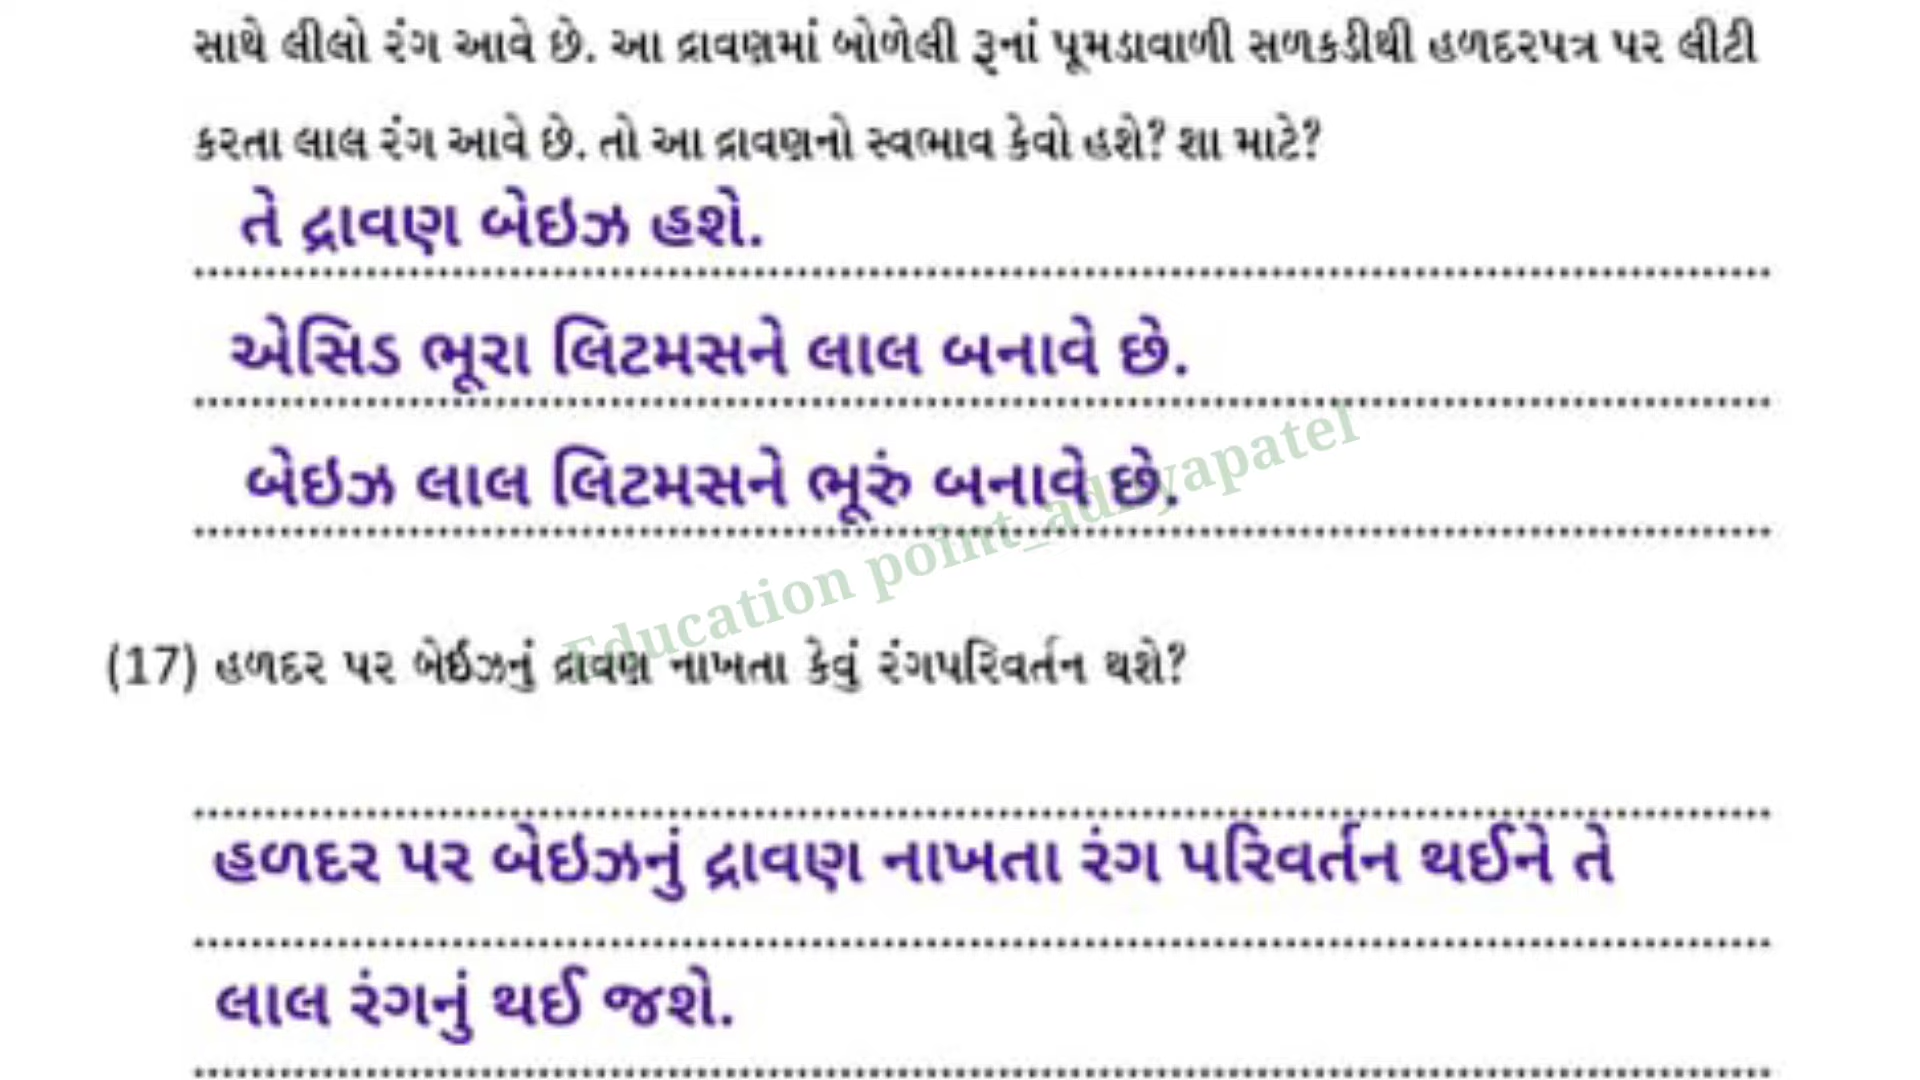 સાથે લીલો રંગ આવે છે. આ દ્રાવણમાં બોળેલી રૂનાં પૂમડાવાળી સળકડીથી હળદરપત્ર પર લીટી
કરતા લાલ રંગ આવે છે. તો આ દ્રાવણનો સ્વભાવ કેવો હશે? શા માટે?
તે દ્રાવણ બેઇઝ હશે.
એસિડ ભૂરા લિટમસને લાલ બનાવે છે.
બેઇઝ લાલ લિટમસને ભૂરું બનાવે છે.
Education point_
(17) હળદર પર બેઈઝનું દ્રાવણ નાખતા કેવું રંગપરિવર્તન થશે?
હળદર પર બેઇઝનું દ્રાવણ નાખતા રંગ પરિવર્તન થઈને તે
લાલ રંગનું થઈ જશે.